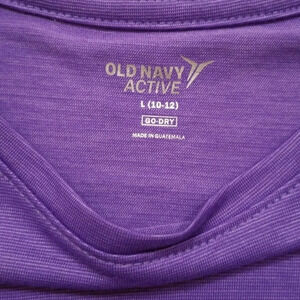 OLD NAVY
ACTIVE
L (10-12)
GO-DRY
MADE IN GUATEMALA